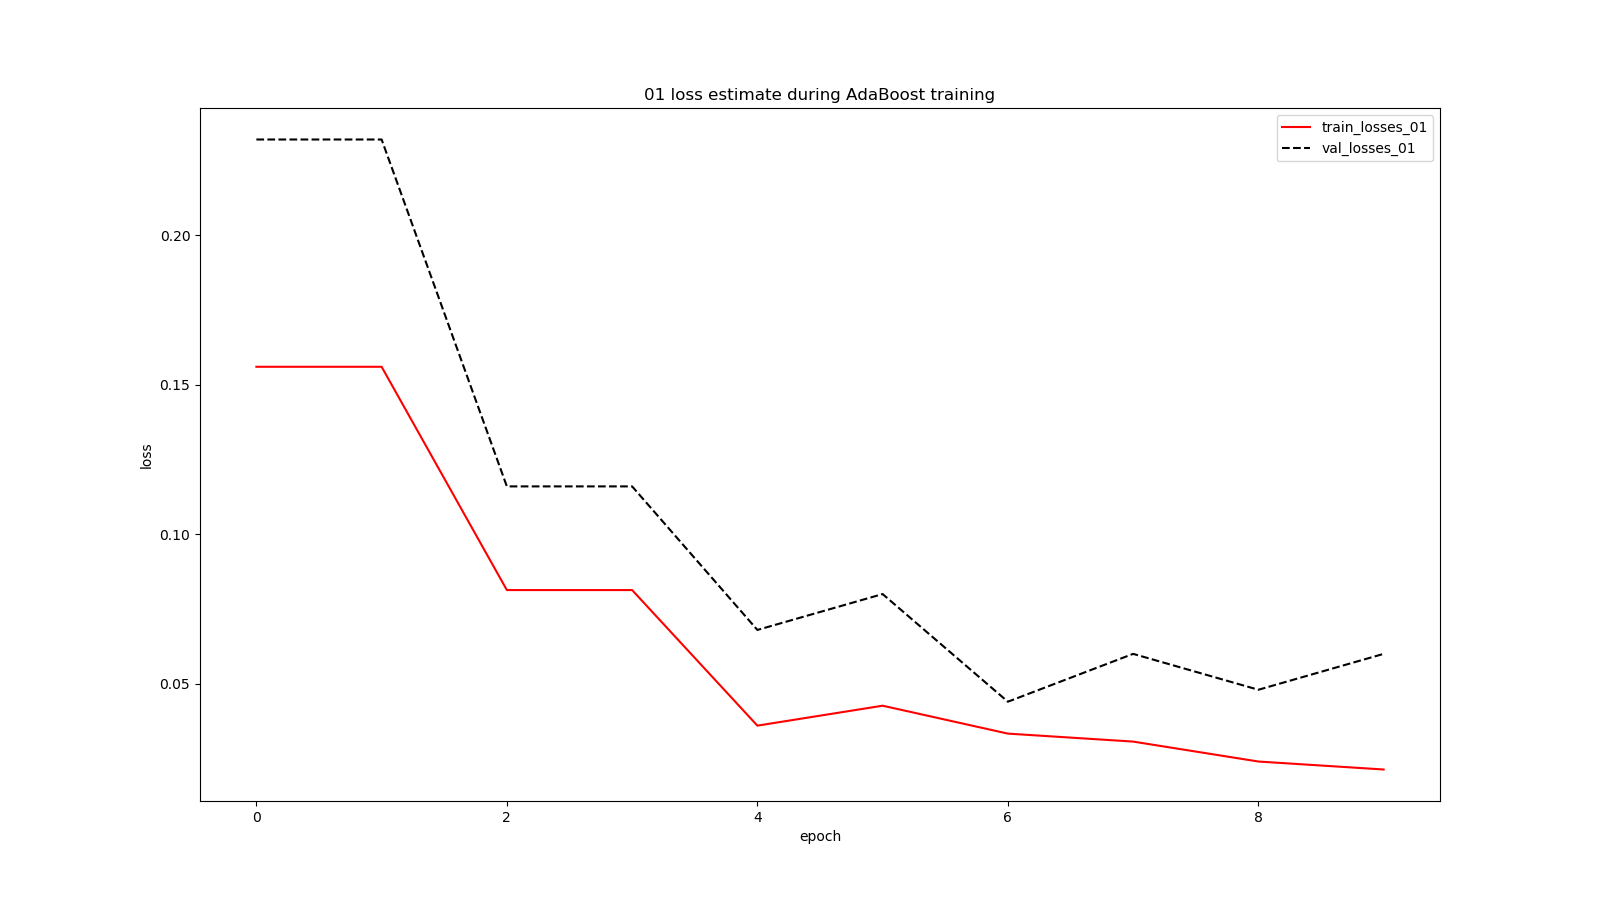 01 loss estimate during AdaBoost training
train_losses_01
val_losses_01
0.20
0.15
0.10
0.05
loss
0 2 4 6 8
epoch